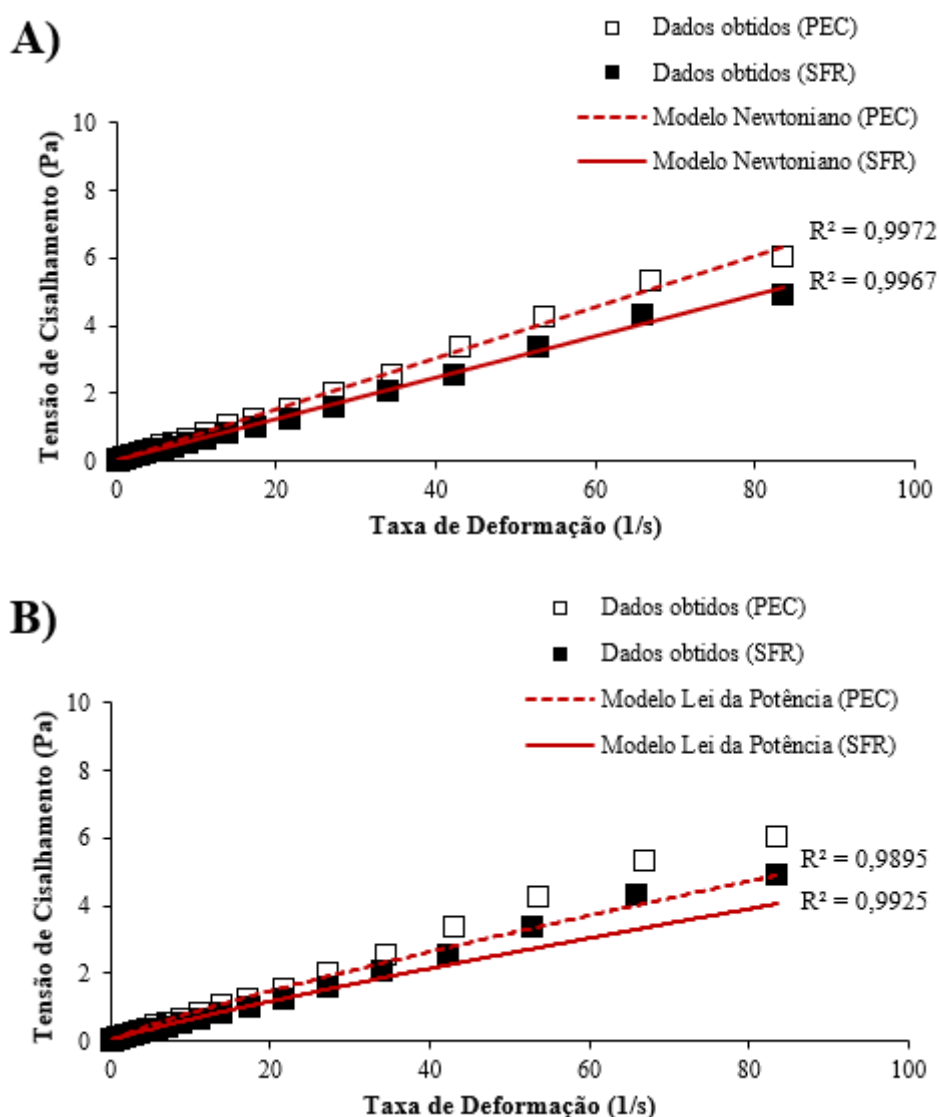 A)
Dados obtidos (PEC)
Dados obtidos (SFR)
Modelo Newtoniano (PEC)
Modelo Newtoniano (SFR)
Tensão de Cisalhamento (Pa)
10
8
6
4
2
0
R² = 0,9972
R² = 0,9967
0 20 40 60 80 100
Taxa de Deformação (1/s)
B)
Dados obtidos (PEC)
Dados obtidos (SFR)
Modelo Lei da Potência (PEC)
Modelo Lei da Potência (SFR)
Tensão de Cisalhamento (Pa)
10
8
6
4
2
0
R² = 0,9895
R² = 0,9925
0 20 40 60 80 100
Taxa de Deformação (1/s)